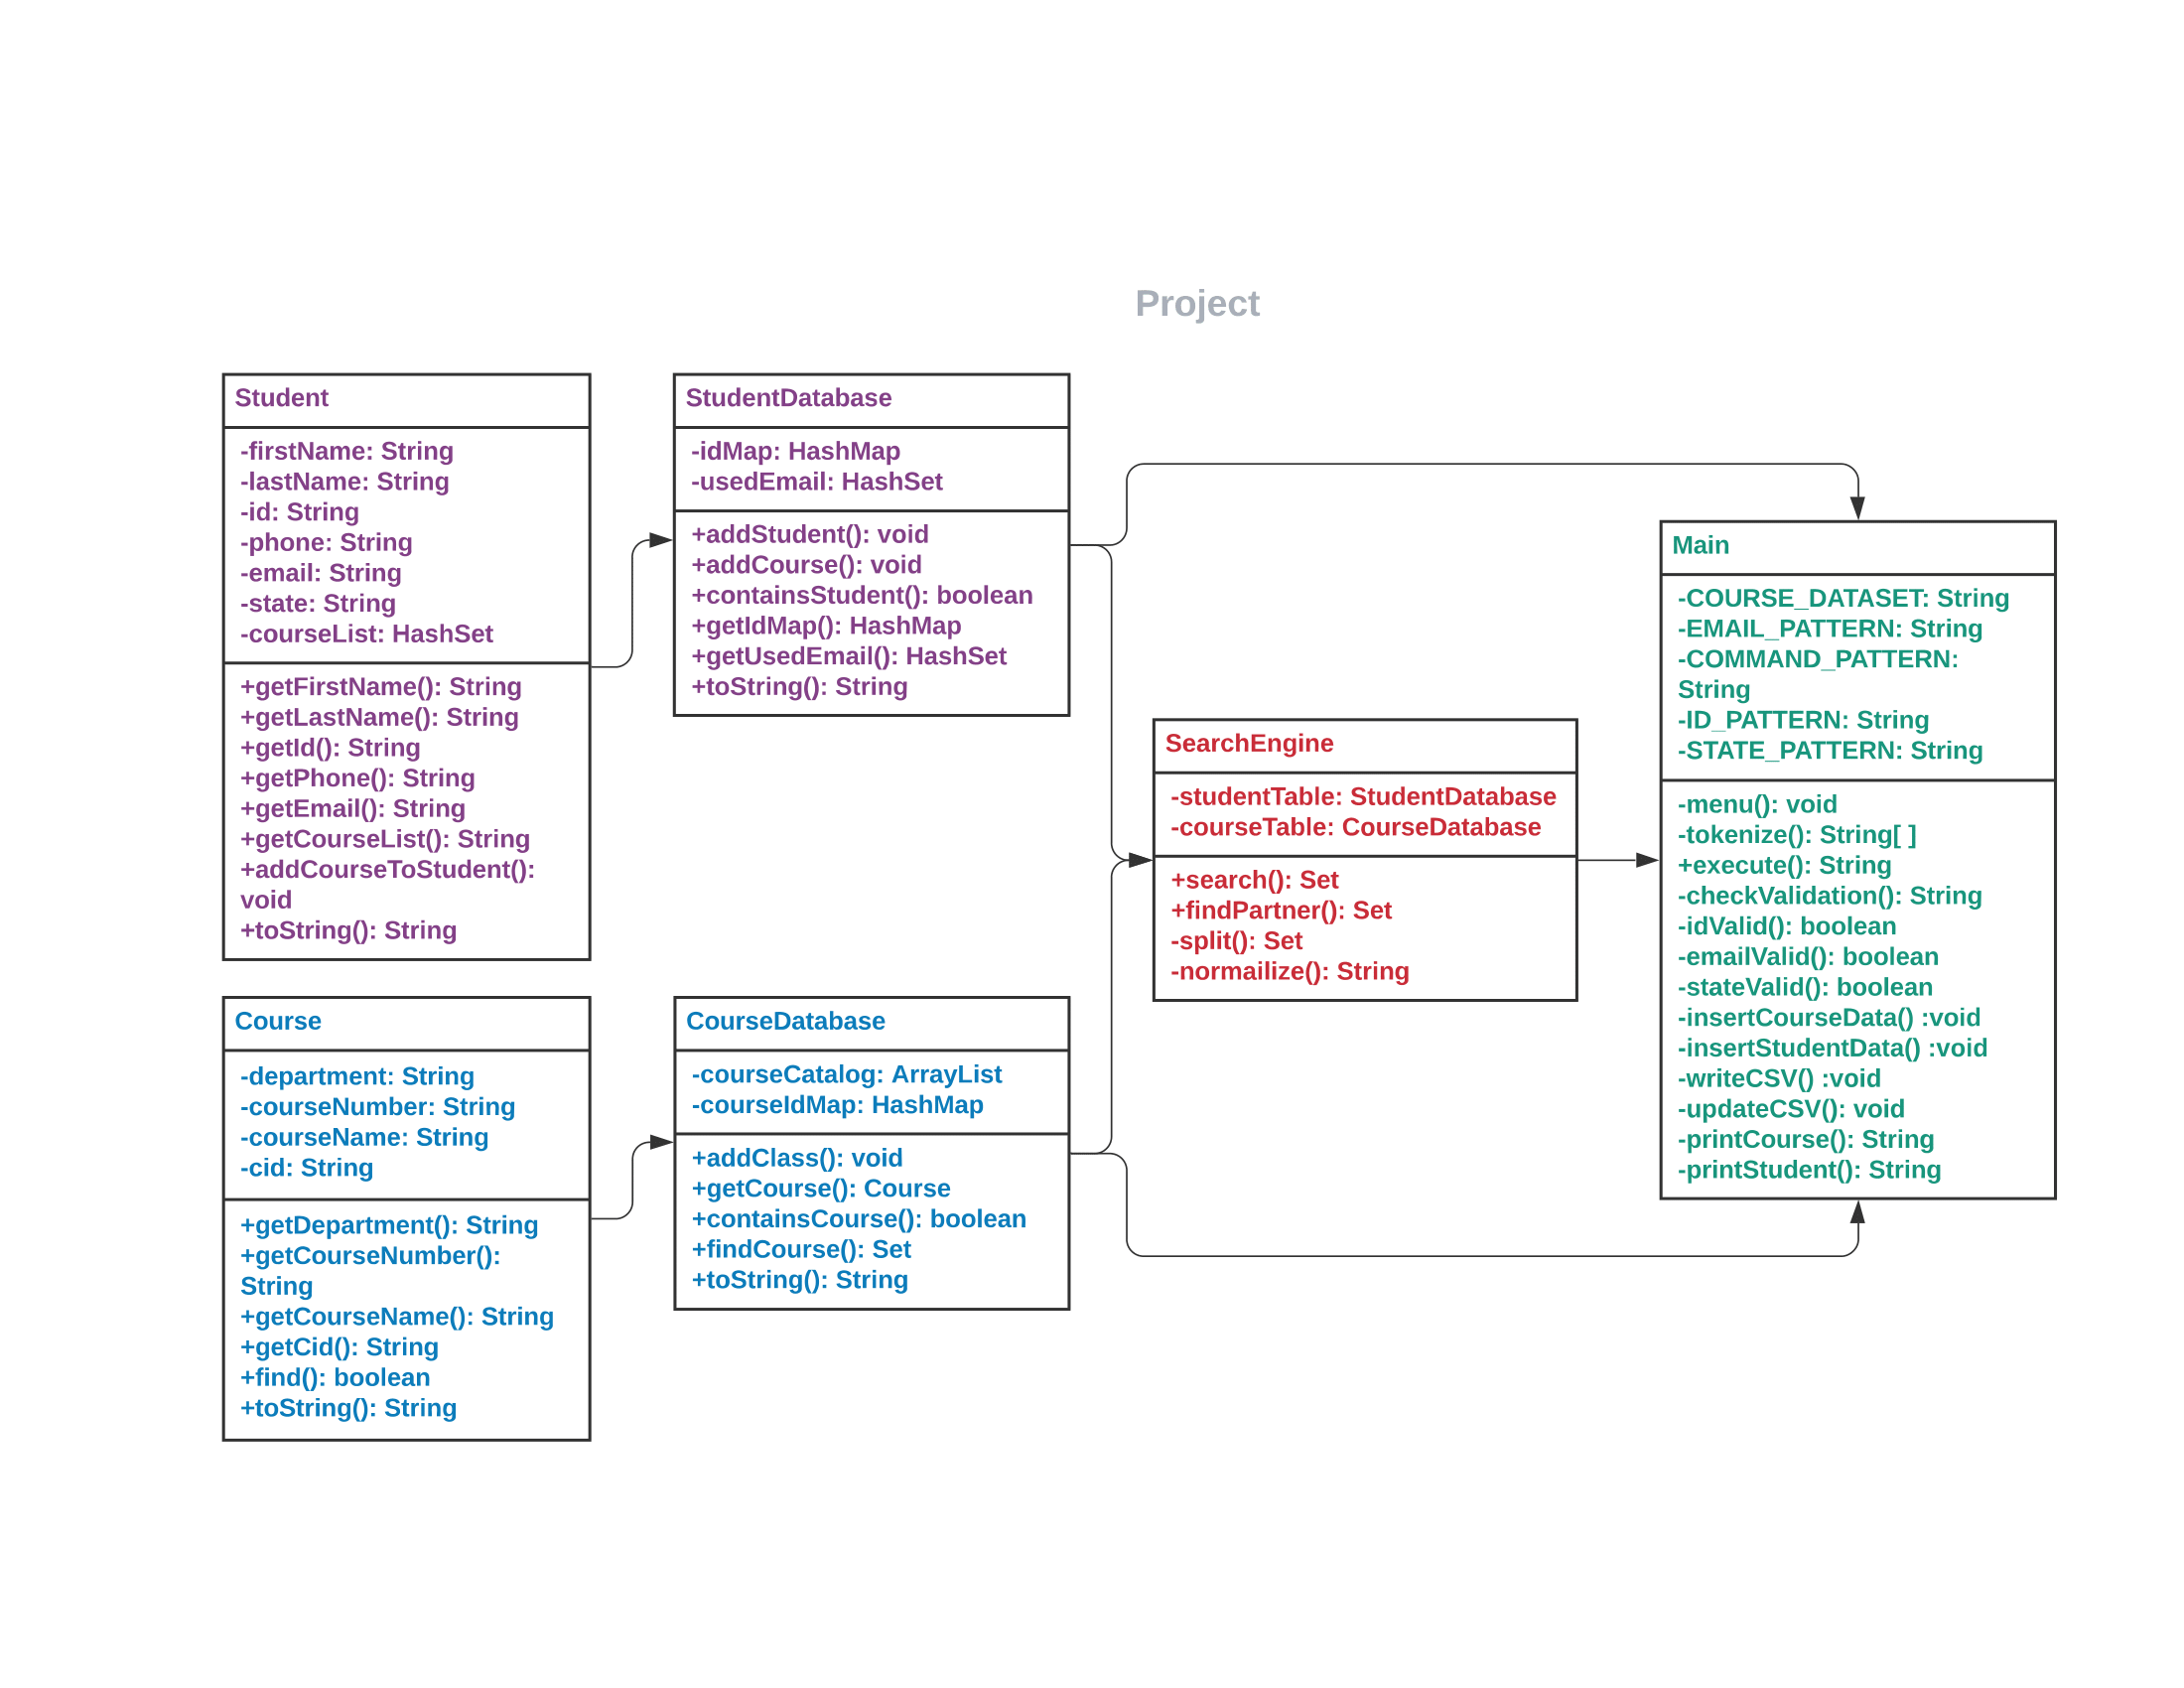 Project
Student
-firstName: String
-lastName: String
-id: String
-phone: String
-email: String
-state: String
-courseList: HashSet
+getFirstName(): String
+getLastName(): String
+getId(): String
+getPhone(): String
+getEmail(): String
+getCourseList(): String
+addCourseToStudent():
void
+toString(): String
StudentDatabase
-idMap: HashMap
-usedEmail: HashSet
+addStudent(): void
+addCourse(): void
+containsStudent(): boolean
+getIdMap(): HashMap
+getUsedEmail(): HashSet
+toString(): String
Course
-department: String
-courseNumber: String
-courseName: String
-cid: String
+getDepartment(): String
+getCourseNumber():
String
+getCourseName(): String
+getCid(): String
+find(): boolean
+toString(): String
CourseDatabase
-courseCatalog: ArrayList
-courseIdMap: HashMap
+addClass(): void
+getCourse(): Course
+containsCourse(): boolean
+findCourse(): Set
+toString(): String
SearchEngine
-studentTable: StudentDatabase
-courseTable: CourseDatabase
+search(): Set
+findPartner(): Set
-split(): Set
-normailize(): String
Main
-COURSE_DATASET: String
-EMAIL_PATTERN: String
-COMMAND_PATTERN:
String
-ID_PATTERN: String
-STATE_PATTERN: String
-menu(): void
-tokenize(): String[ ]
+execute(): String
-checkValidation(): String
-idValid(): boolean
-emailValid(): boolean
-stateValid(): boolean
-insertCourseData() :void
-insertStudentData() :void
-writeCSV() :void
-updateCSV(): void
-printCourse(): String
-printStudent(): String